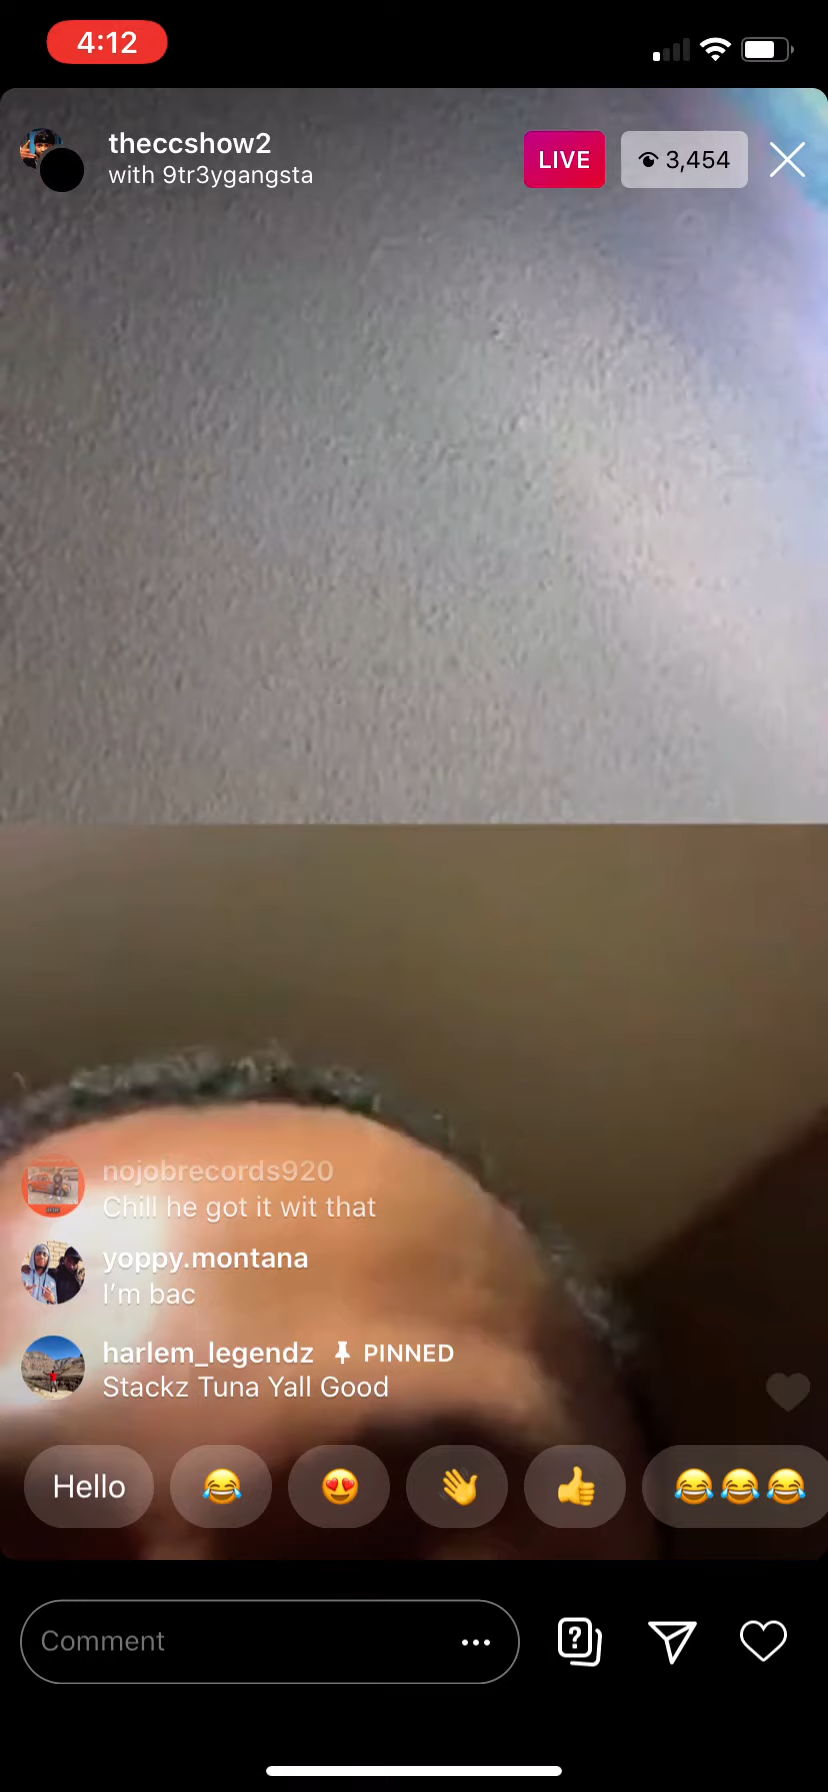 4:12
theccshow2
with 9tr3ygangsta
LIVE
3,454
nojobrecords920
Chill he got it wit that
yoppy.montana
I'm bac
harlem_legendz PINNED
Stackz Tuna Yall Good
Hello
Comment